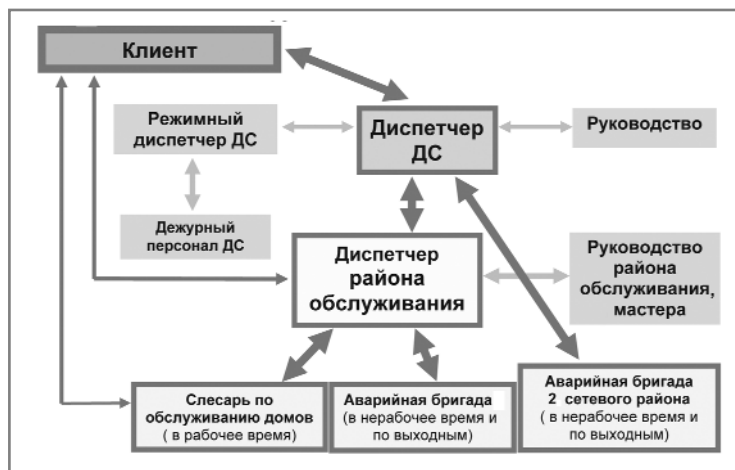 Клиент
Режимный
диспетчер ДС
Диспетчер
ДС
Руководство
Дежурный
персонал ДС
Диспетчер
района
обслуживания
Руководство
района
обслуживания,
мастера
Слесарь по
обслуживанию домов
( в рабочее время)
Аварийная бригада
(в нерабочее время и
по выходным)
Аварийная бригада
2 сетевого района
( в нерабочее время и
по выходным)